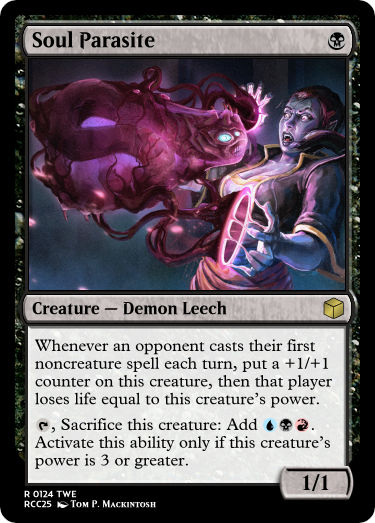 Soul Parasite
Creature — Demon Leech
Whenever an opponent casts their first
noncreature spell each turn, put a +1/+1
counter on this creature, then that player
loses life equal to this creature's power.
, Sacrifice this creature: Add .
Activate this ability only if this creature's
power is 3 or greater.
1/1
R 0124 TWE
RCC25 Tom P. Mackintosh